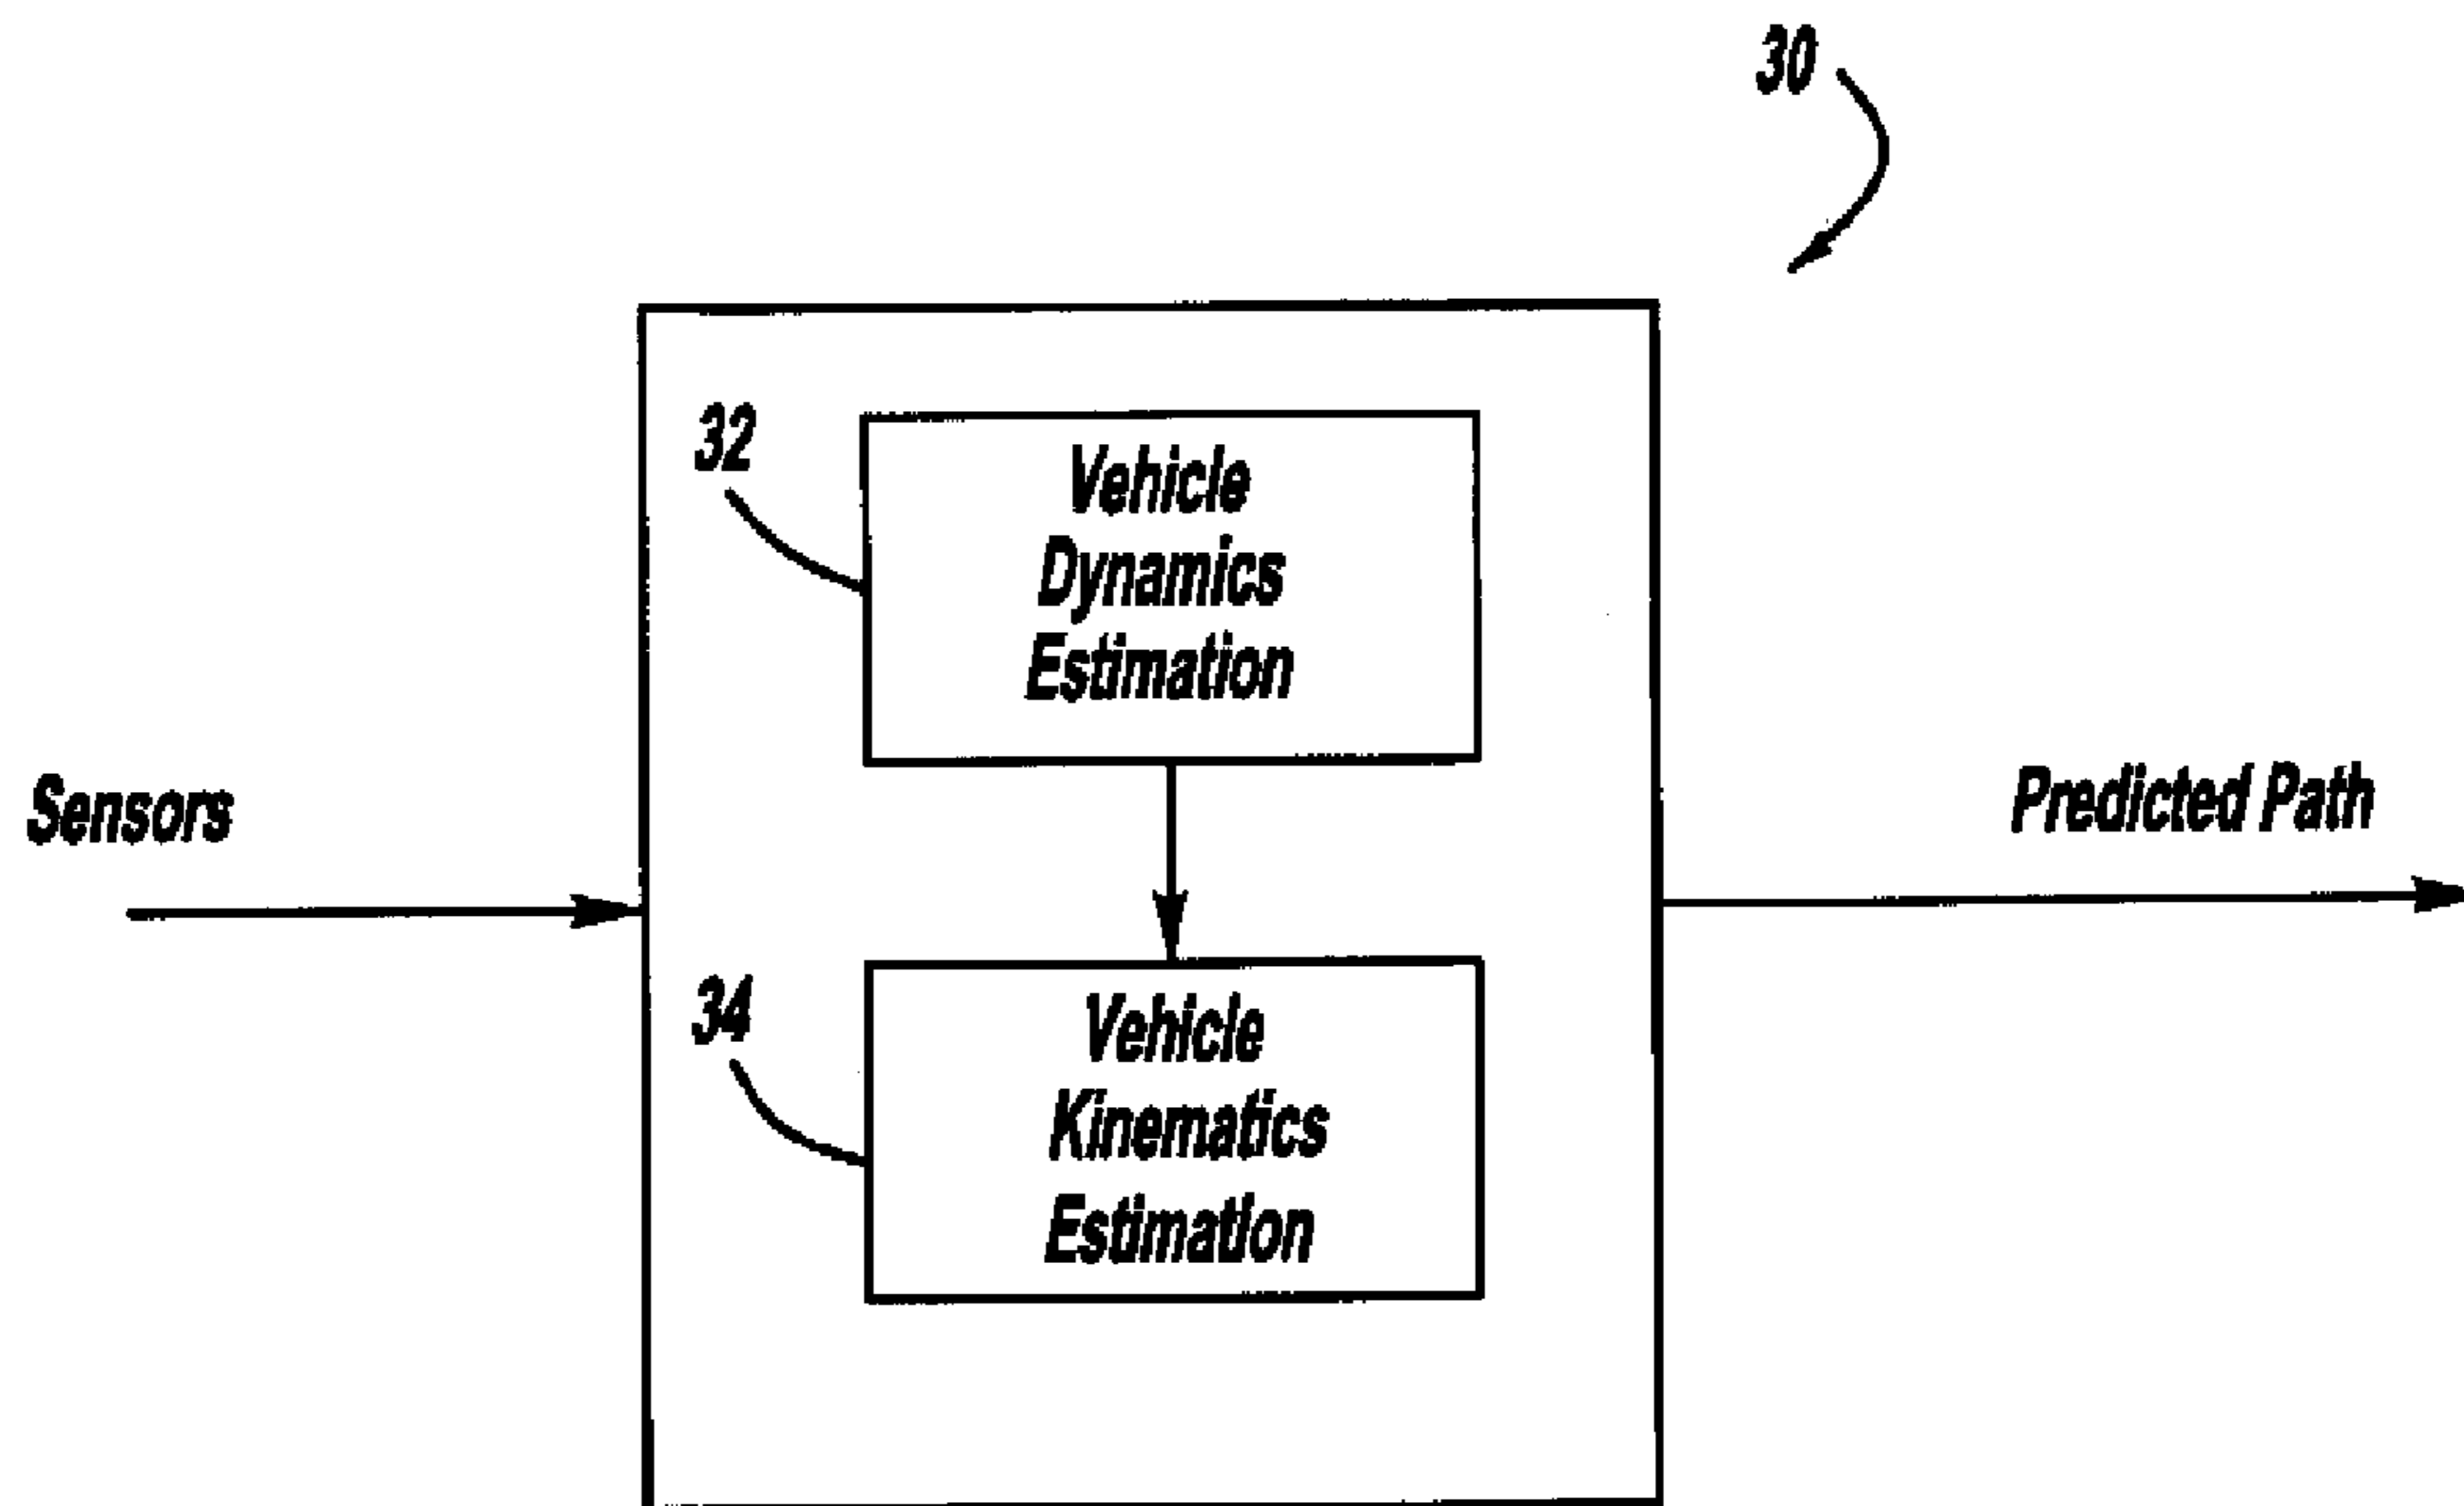 30
32
Vehicle
Dynamics
Estimation
Sensors
Predicted Path
34
Vehicle
Kinematics
Estimation